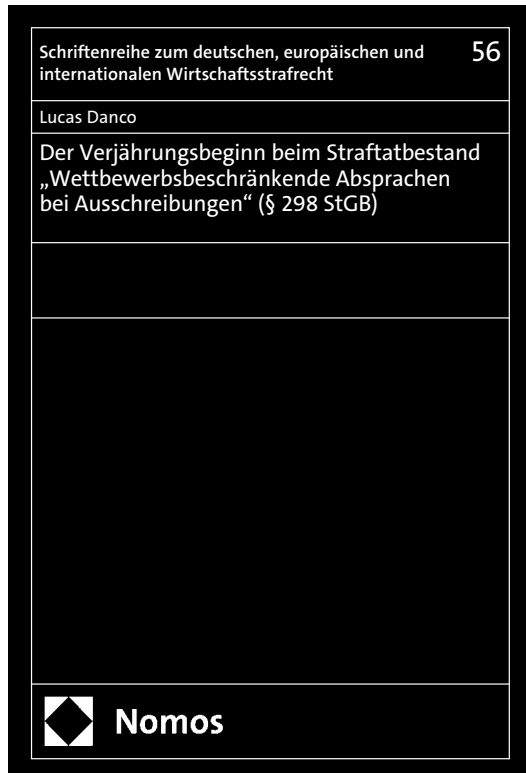 Schriftenreihe zum deutschen, europäischen und 56
internationalen Wirtschaftsstrafrecht
Lucas Danco
Der Verjährungsbeginn beim Straftatbestand
„Wettbewerbsbeschränkende Absprachen
bei Ausschreibungen“ (§ 298 StGB)
Nomos